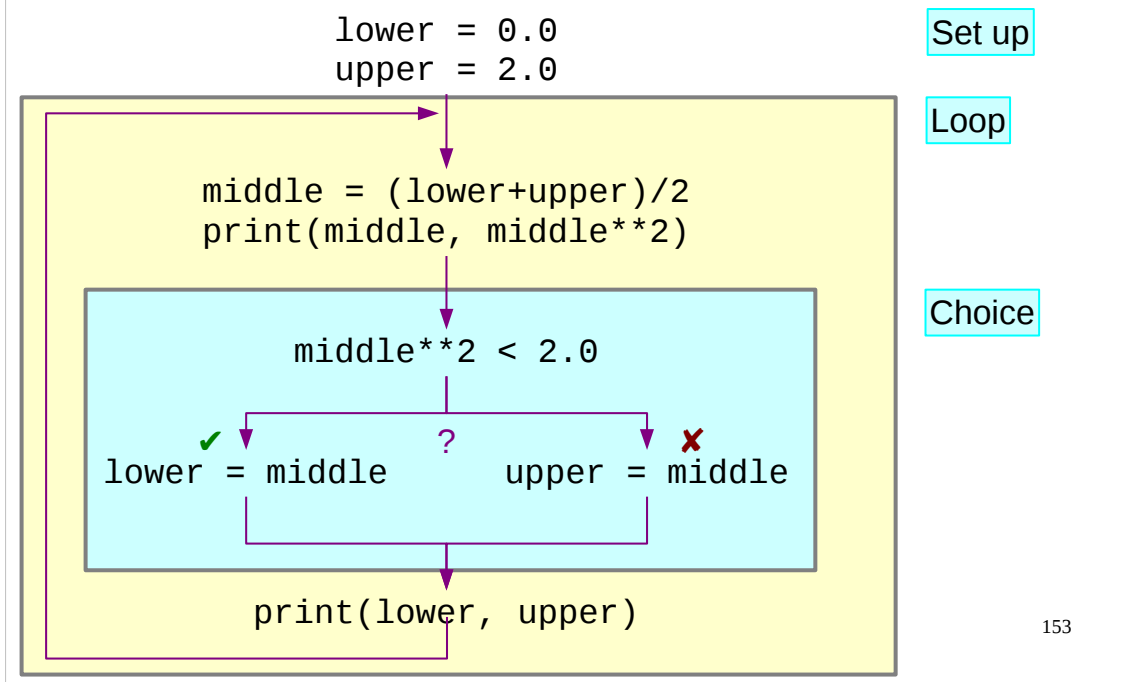 lower = 0.0
upper = 2.0
Set up
Loop
middle = (lower+upper)/2
print(middle, middle**2)
Choice
middle**2 < 2.0
✔ ? ✘
lower = middle upper = middle
print(lower, upper)
153